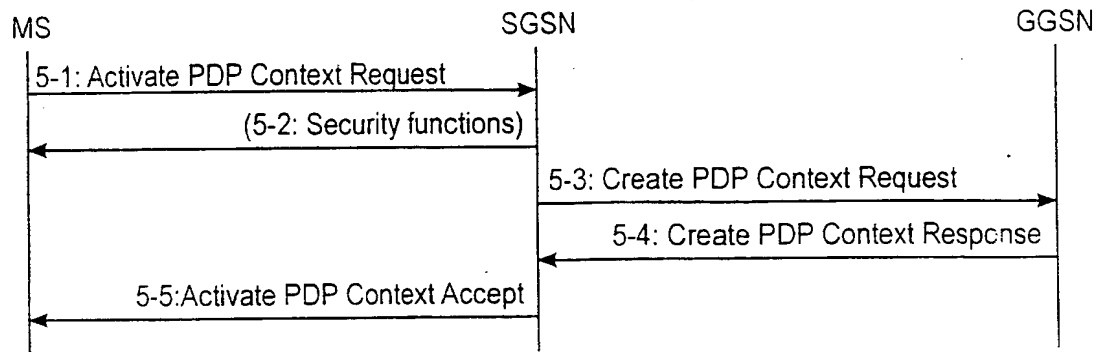 MS SGSN GGSN
5-1: Activate PDP Context Request
(5-2: Security functions)
5-3: Create PDP Context Request
5-4: Create PDP Context Response
5-5:Activate PDP Context Accept